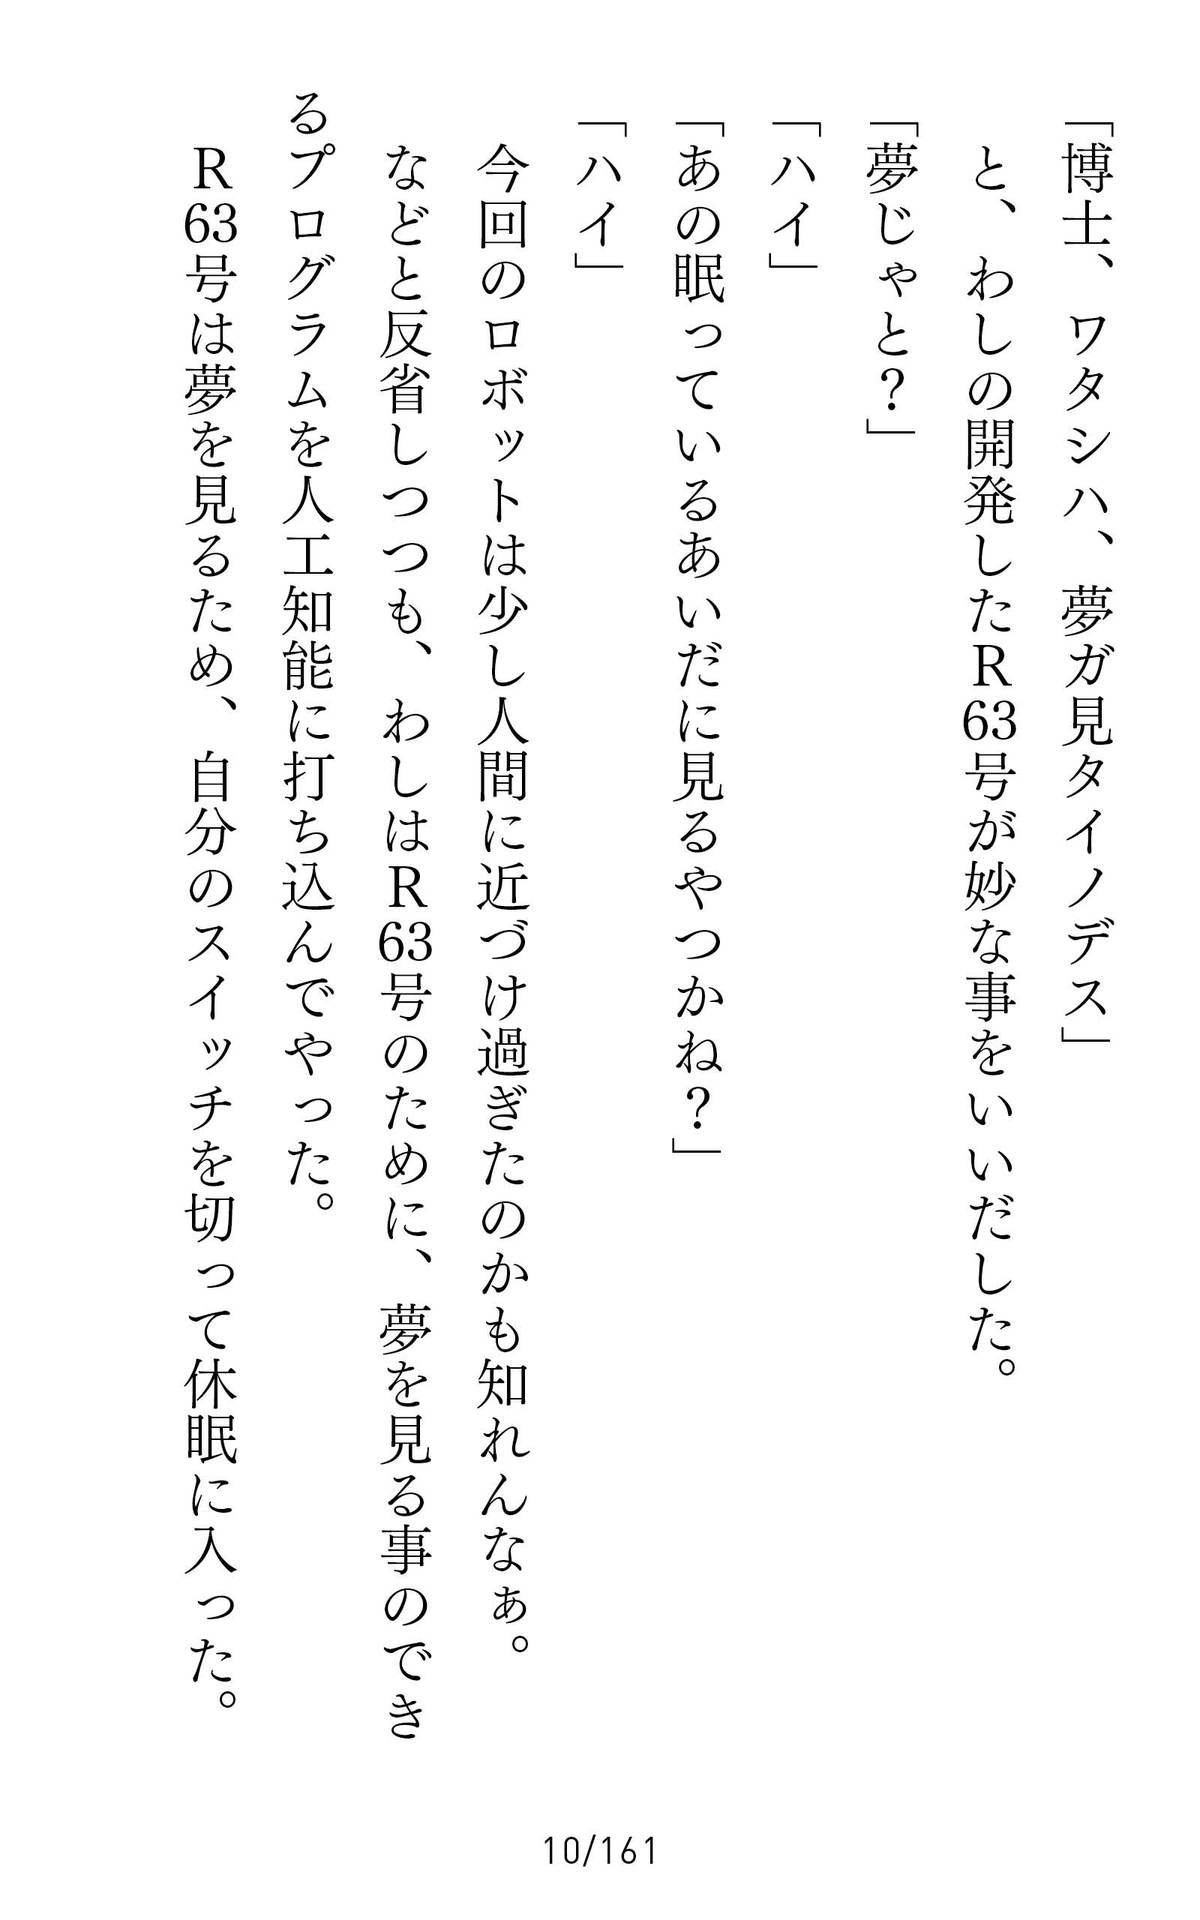 「博士、ワタシハ、夢ガ見タイノデス」
と、わしの開発したR63号が妙な事をいいだした。
「夢じゃと？」
「ハイ」
「あの眠っているあいだに見るやつかね？」
「ハイ」
今回のロボットは少し人間に近づけ過ぎたのかも知れんなぁ。
などと反省しつつも、わしはR63号のために、夢を見る事のでき
るプログラムを人工知能に打ち込んでやった。
R63号は夢を見るため、自分のスイッチを切って休眠に入った。
10/161